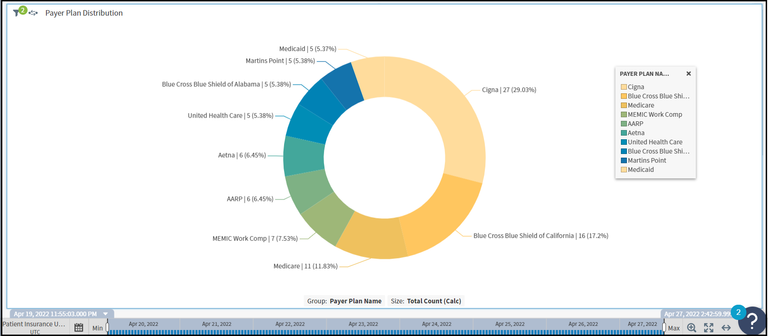 2
Payer Plan Distribution
Medicaid | 5 (5.37%)
Martins Point | 5 (5.38%)
Blue Cross Blue Shield of Alabama | 5 (5.38%)
United Health Care | 5 (5.38%)
Aetna | 6 (6.45%)
AARP | 6 (6.45%)
MEMIC Work Comp | 7 (7.53%)
Medicare | 11 (11.83%)
Cigna | 27 (29.03%)
Blue Cross Blue Shield of California | 16 (17.2%)
PAYER PLAN NA... ×
Cigna
Blue Cross Blue Shi...
Medicare
MEMIC Work Comp
AARP
Aetna
United Health Care
Blue Cross Blue Shi...
Martins Point
Medicaid
Group: Payer Plan Name Size: Total Count (Calc)
Apr 19, 2022 11:55:03.000 PM
Apr 27, 2022 2:42:59.99
2
?
Patient Insurance U...
UTC
Min
Apr 20, 2022 Apr 21, 2022 Apr 22, 2022 Apr 23, 2022 Apr 24, 2022 Apr 25, 2022 Apr 26, 2022 Apr 27, 2022
Max